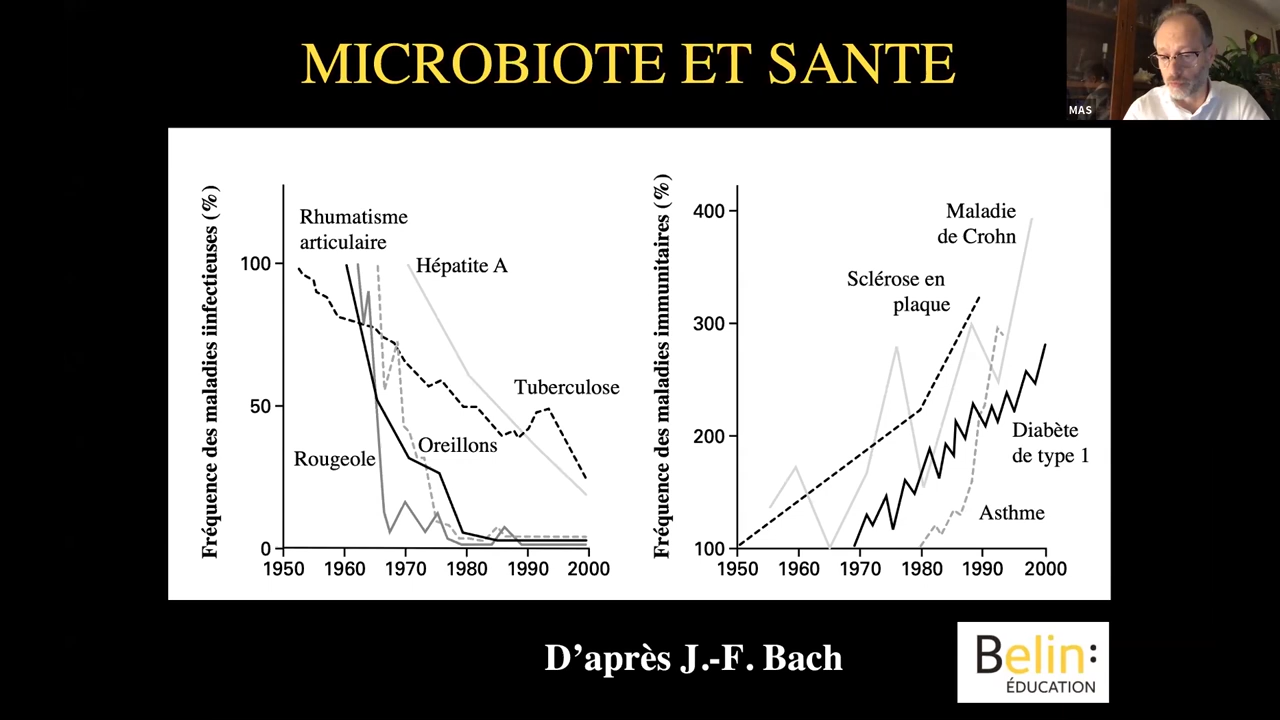 MICROBIOTE ET SANTE
MAS
Fréquence des maladies iinfectieuses (%)
100
50
0
1950 1960 1970 1980 1990 2000
Rhumatisme
articulaire
Hépatite A
Tuberculose
Oreillons
Rougeole
Fréquence des maladies immunitaires (%)
400
300
200
100
1950 1960 1970 1980 1990 2000
Maladie
de Crohn
Sclérose en
plaque
Diabète
de type 1
Asthme
D'après J.-F. Bach
Belin:
ÉDUCATION